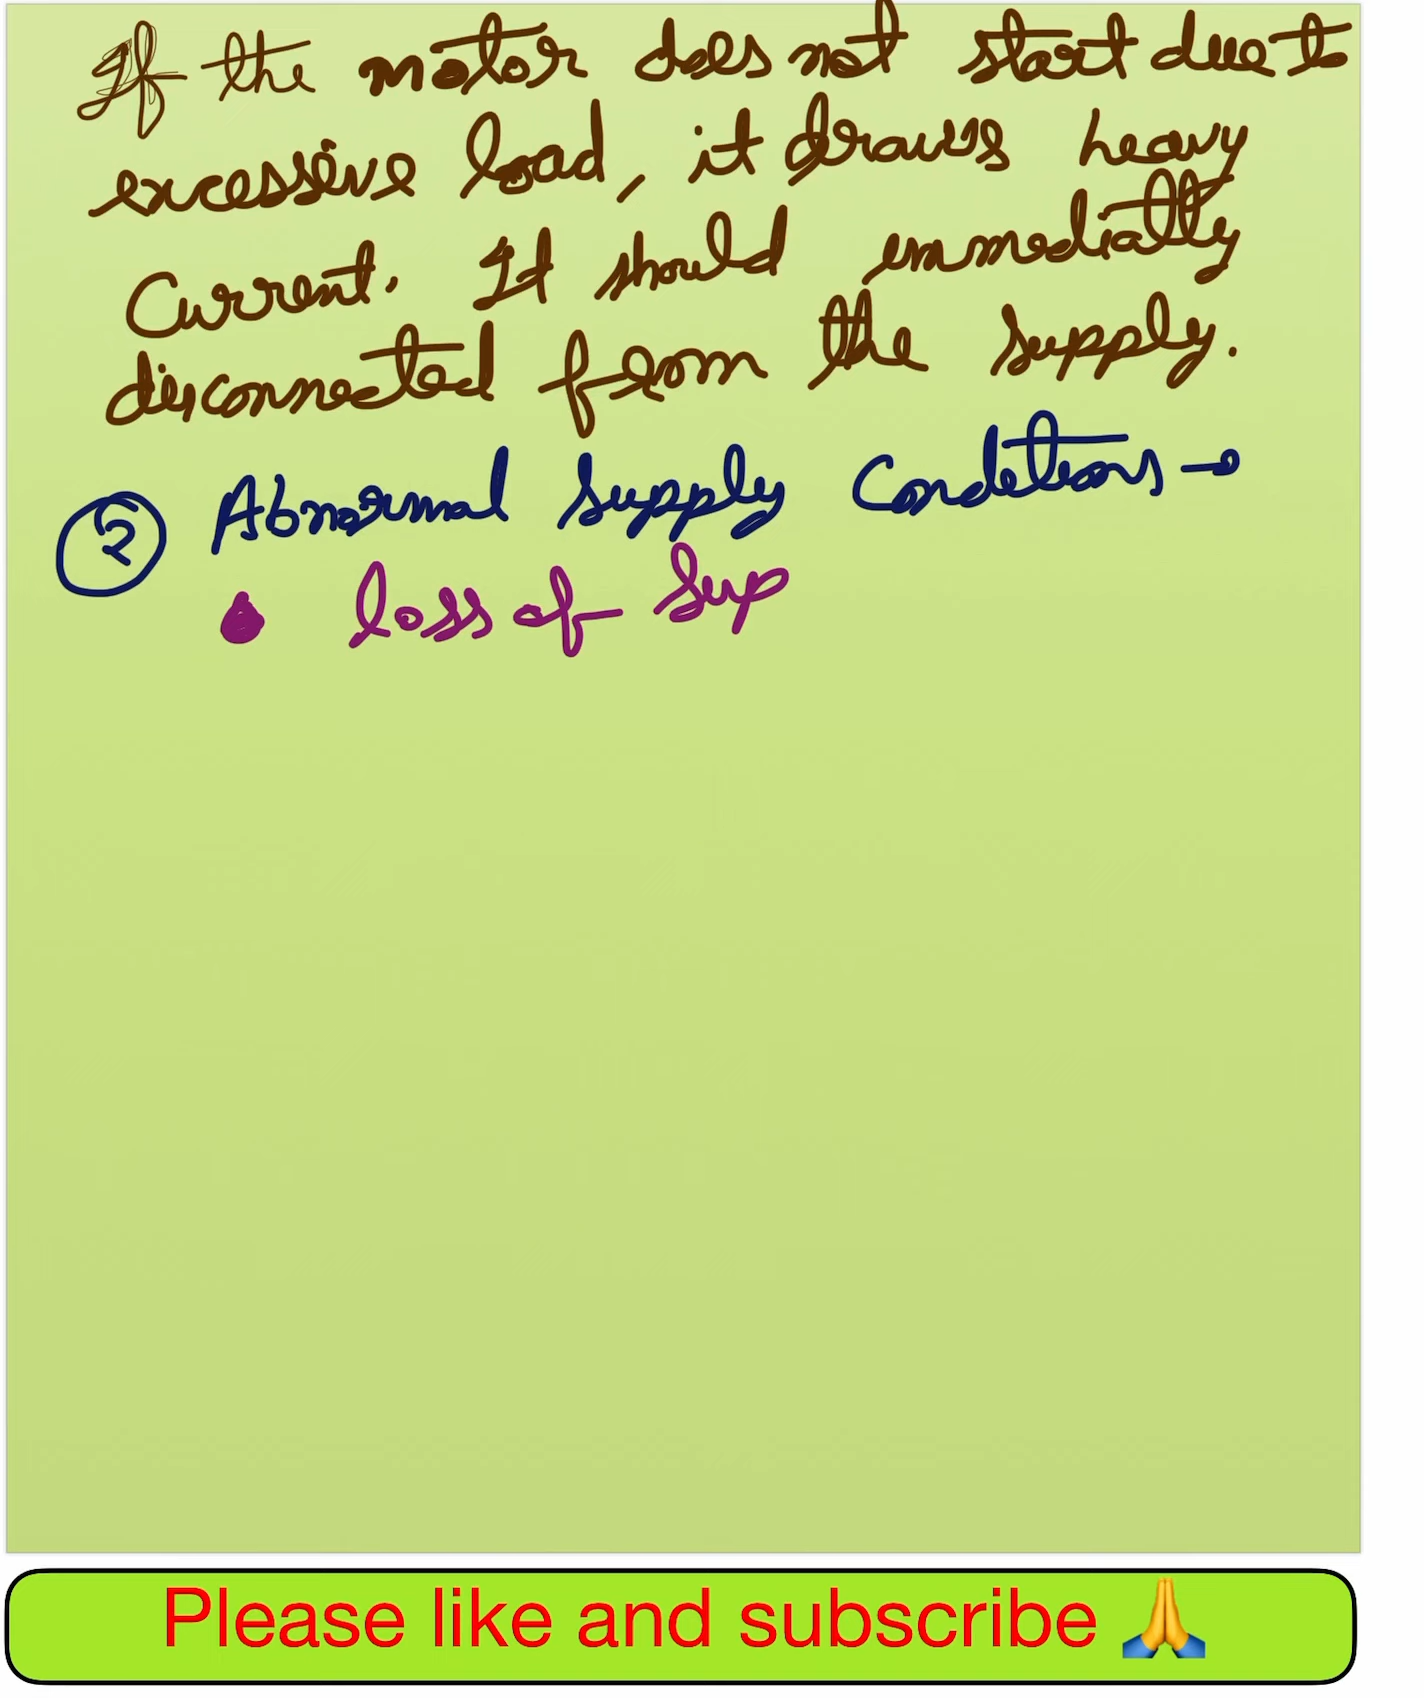 If the motor does not start due to
excessive load, it draws heavy
Current. It should immediatly
disconnected from the supply.
② Abnormal Supply Conditions →
• loss of Sup
Please like and subscribe 🙏